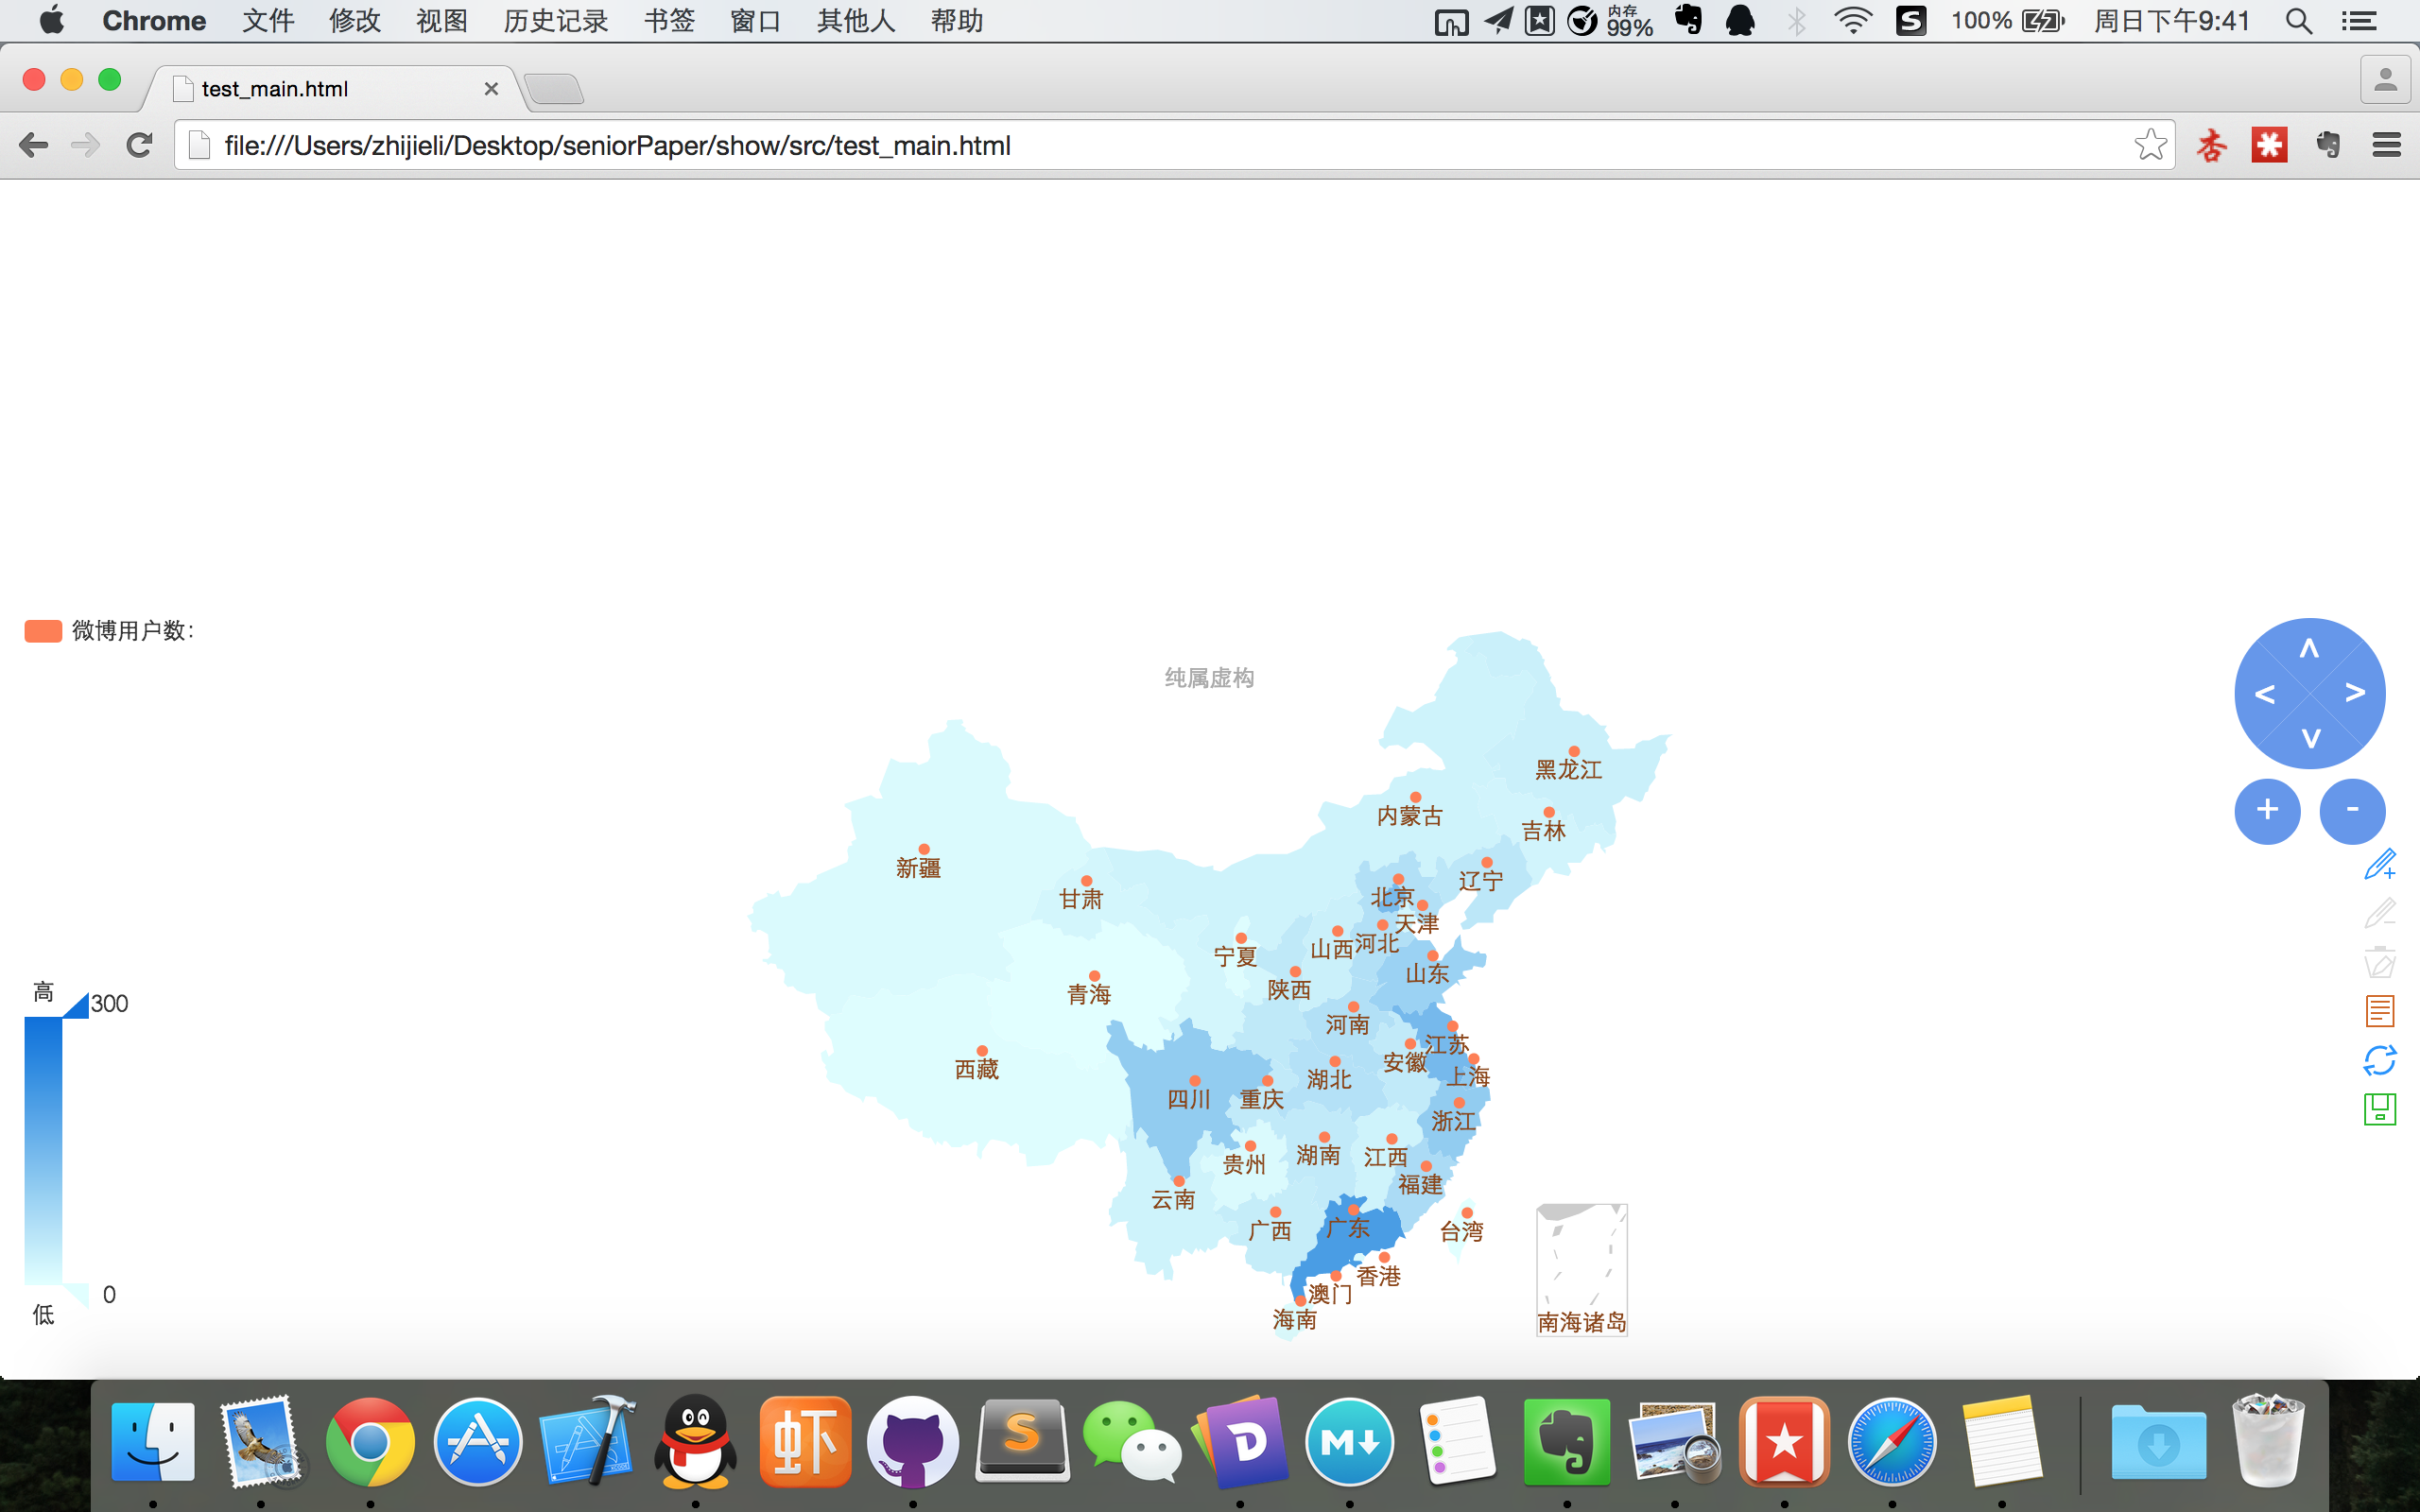 Chrome 文件 修改 视图 历史记录 书签 窗口 其他人 帮助
内存
99%
100%
周日下午9:41
test_main.html
file:///Users/zhijieli/Desktop/seniorPaper/show/src/test_main.html
杏
微博用户数:
纯属虚构
黑龙江
内蒙古
吉林
新疆
辽宁
甘肃
北京
天津
山西
河北
宁夏
山东
陕西
青海
河南
江苏
安徽
西藏
上海
湖北
四川
重庆
浙江
湖南
江西
贵州
福建
云南
广东
广西
台湾
香港
澳门
海南
南海诸岛
高
300
0
低
+
-
虾
S
D
M